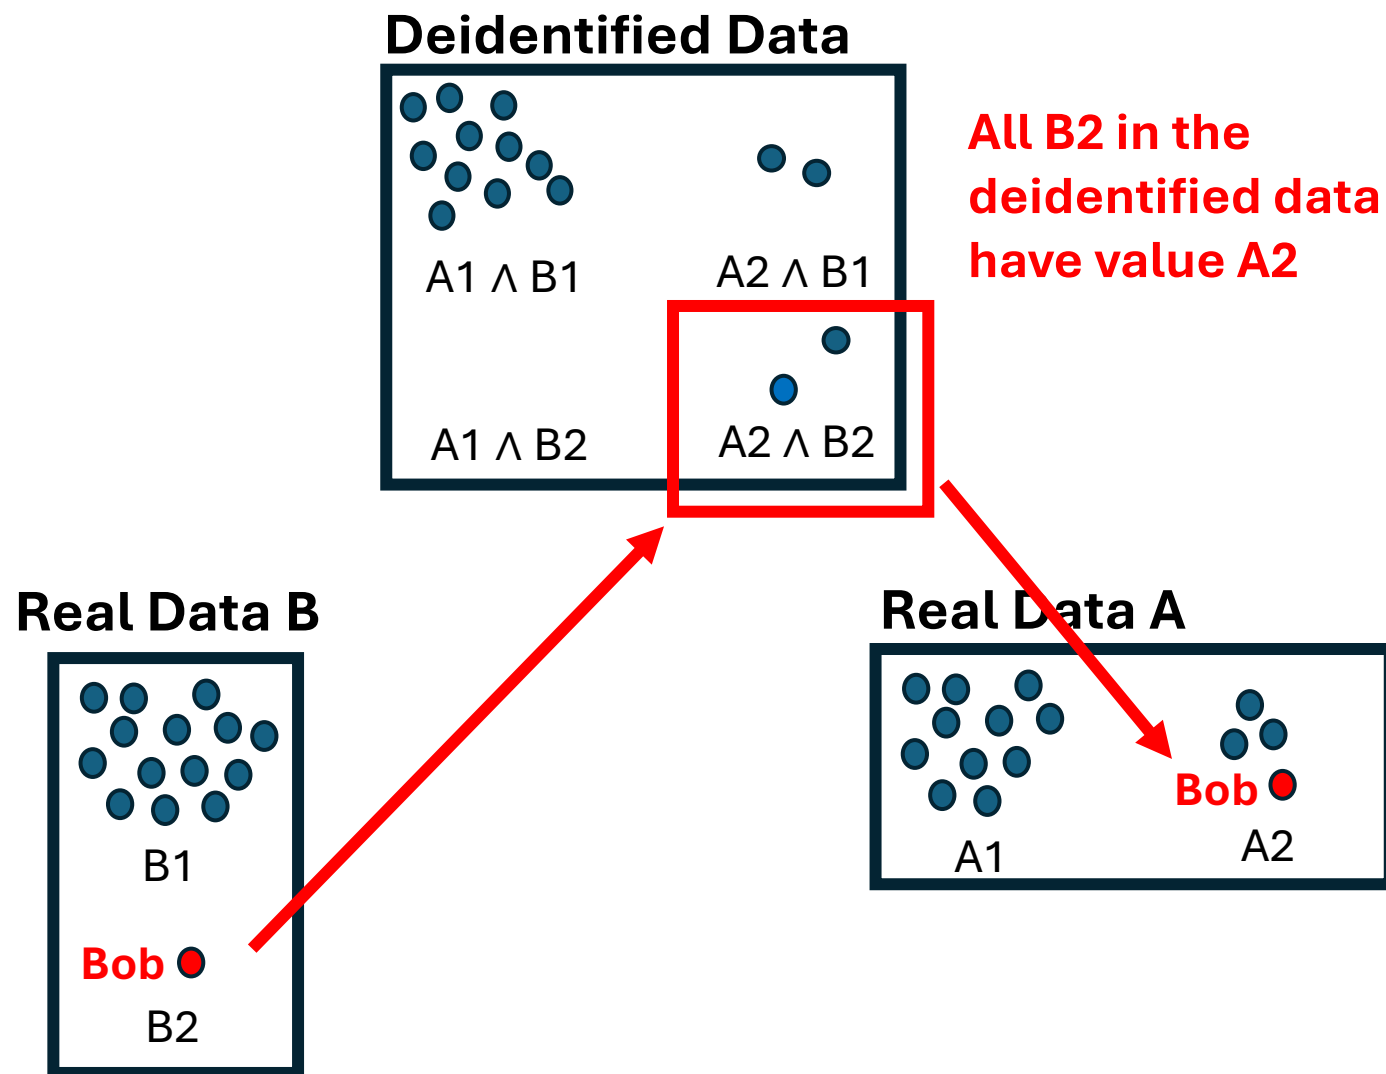 Deidentified Data
All B2 in the
deidentified data
have value A2
A1 ∧ B1
A2 ∧ B1
A1 ∧ B2
A2 ∧ B2
Real Data B
B1
Bob
B2
Real Data A
Bob
A1
A2